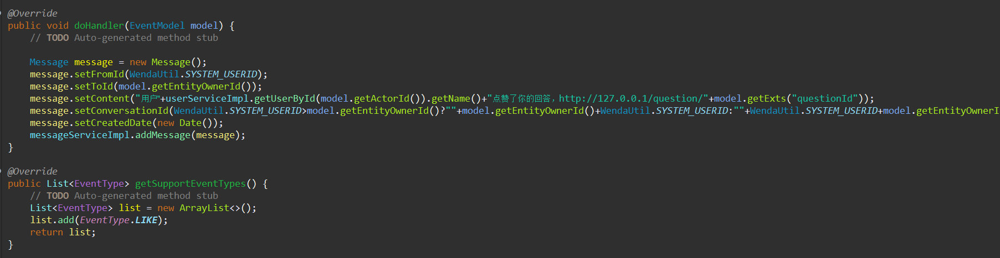 @Override
public void doHandler(EventModel model) {
// TODO Auto-generated method stub
Message message = new Message();
message.setFromId(WendaUtil.SYSTEM_USERID);
message.setToId(model.getEntityOwnerId());
message.setContent("用户"+userServiceImpl.getUserById(model.getActorId()).getName()+"点赞了你的回答，http://127.0.0.1/question/"+model.getExts("questionId"));
message.setConversationId(WendaUtil.SYSTEM_USERID>model.getEntityOwnerId()?""+model.getEntityOwnerId()+WendaUtil.SYSTEM_USERID:""+WendaUtil.SYSTEM_USERID+model.getEntityOwnerI
message.setCreatedDate(new Date());
messageServiceImpl.addMessage(message);
}
@Override
public List<EventType> getSupportEventTypes() {
// TODO Auto-generated method stub
List<EventType> list = new ArrayList<>();
list.add(EventType.LIKE);
return list;
}